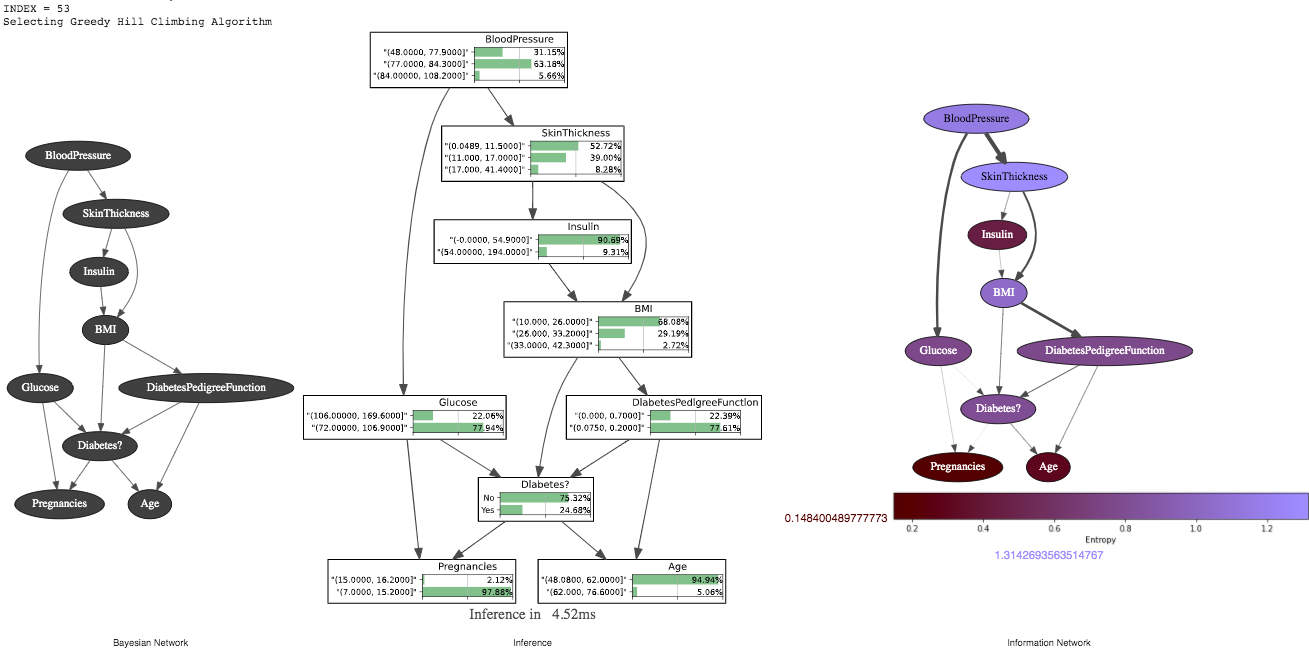 INDEX = 53
Selecting Greedy Hill Climbing Algorithm
BloodPressure
SkinThickness
Insulin
BMI
Glucose
DiabetesPedigreeFunction
Diabetes?
Pregnancies
Age
Bayesian Network
BloodPressure
"(48.0000, 77.9000]" 31.15%
"(77.0000, 84.3000]" 63.18%
"(84.00000, 108.2000]" 5.66%
SkinThickness
"(0.0489, 11.5000]" 52.72%
"(11.000, 17.0000]" 39.00%
"(17.000, 41.4000]" 8.28%
Insulin
"(-0.0000, 54.9000]" 90.69%
"(54.00000, 194.0000]" 9.31%
BMI
"(10.000, 26.0000]" 68.08%
"(26.000, 33.2000]" 29.19%
"(33.0000, 42.3000]" 2.72%
Glucose
"(106.00000, 169.6000]" 22.06%
"(72.00000, 106.9000]" 77.94%
DiabetesPedigreeFunction
"(0.000, 0.7000]" 22.39%
"(0.0750, 0.2000]" 77.61%
Diabetes?
No 75.32%
Yes 24.68%
Pregnancies
"(15.0000, 16.2000]" 2.12%
"(7.0000, 15.2000]" 97.88%
Age
"(48.0800, 62.0000]" 94.94%
"(62.000, 76.6000]" 5.06%
Inference in 4.52ms
Inference
BloodPressure
SkinThickness
Insulin
BMI
Glucose
DiabetesPedigreeFunction
Diabetes?
Pregnancies
Age
0.148400489777773
0.2 0.4 0.6 0.8 1.0 1.2
Entropy
1.3142693563514767
Information Network